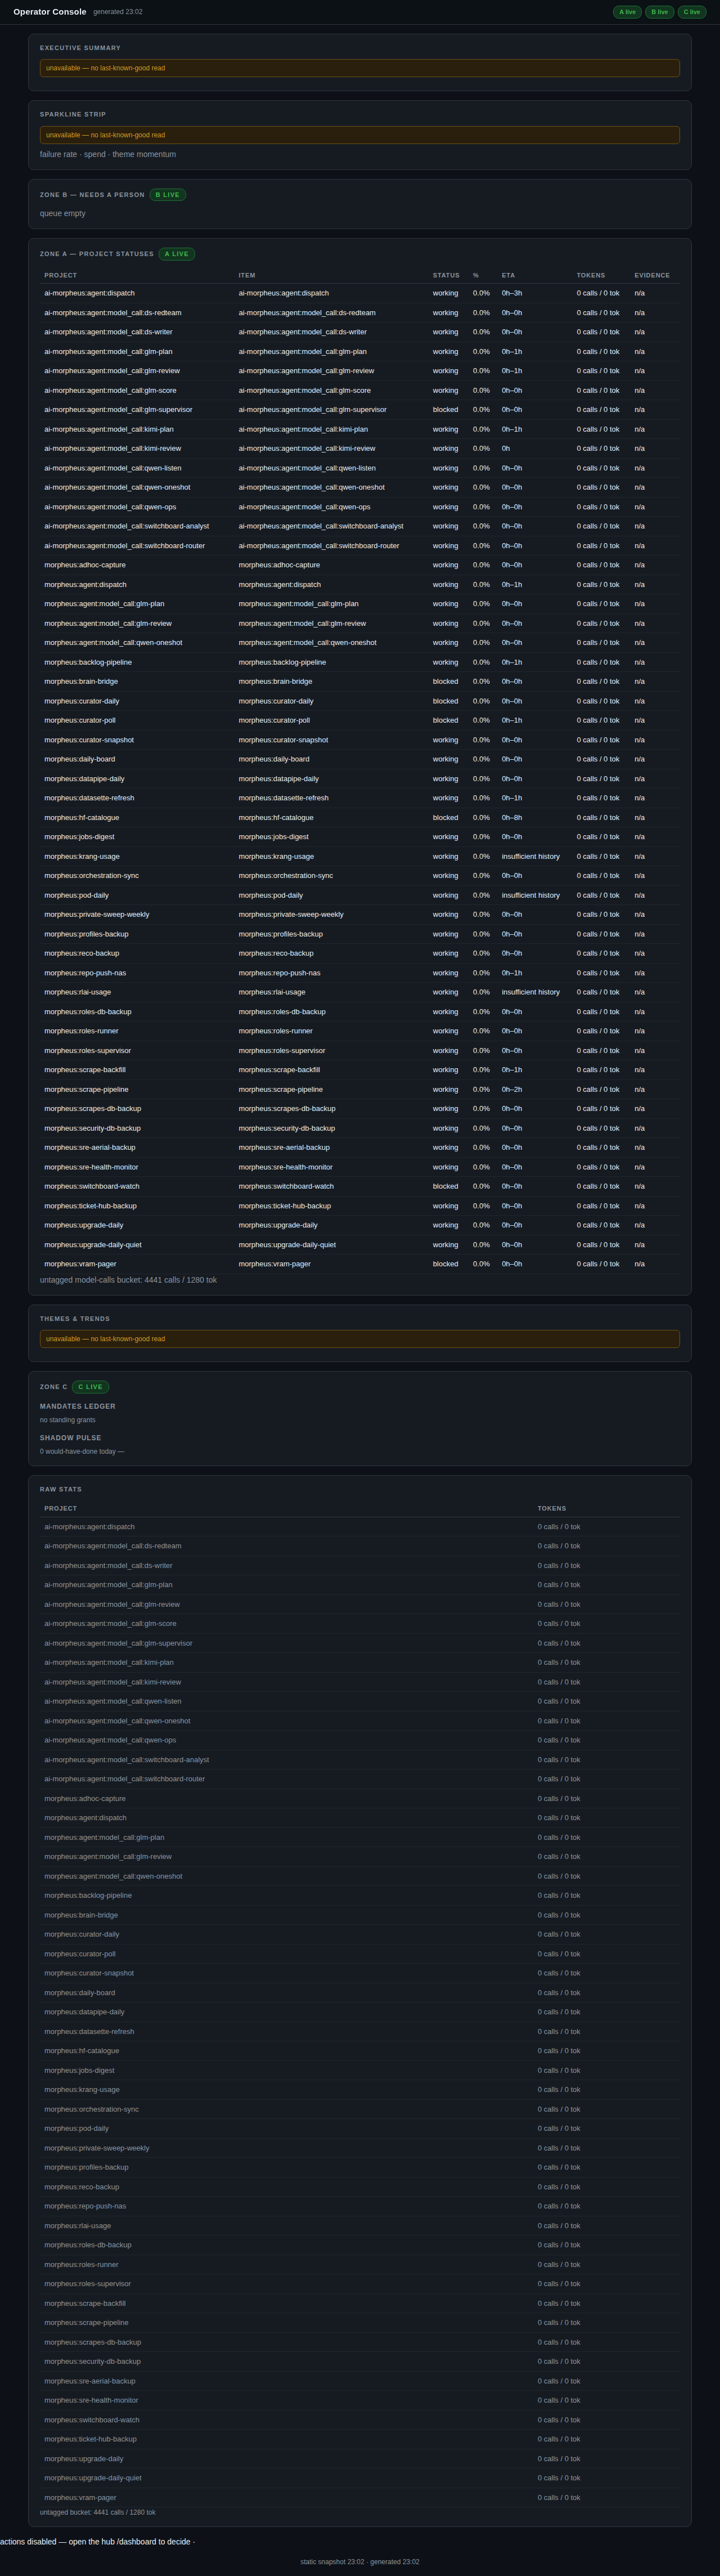 Operator Console generated 23:02 A live B live C live
EXECUTIVE SUMMARY
unavailable — no last-known-good read
SPARKLINE STRIP
unavailable — no last-known-good read
failure rate · spend · theme momentum
ZONE B — NEEDS A PERSON B LIVE
queue empty
ZONE A — PROJECT STATUSES A LIVE
PROJECT ITEM STATUS % ETA TOKENS EVIDENCE
ai-morpheus:agent:dispatch ai-morpheus:agent:dispatch working 0.0% 0h–3h 0 calls / 0 tok n/a
ai-morpheus:agent:model_call:ds-redteam ai-morpheus:agent:model_call:ds-redteam working 0.0% 0h–0h 0 calls / 0 tok n/a
ai-morpheus:agent:model_call:ds-writer ai-morpheus:agent:model_call:ds-writer working 0.0% 0h–0h 0 calls / 0 tok n/a
ai-morpheus:agent:model_call:glm-plan ai-morpheus:agent:model_call:glm-plan working 0.0% 0h–1h 0 calls / 0 tok n/a
ai-morpheus:agent:model_call:glm-review ai-morpheus:agent:model_call:glm-review working 0.0% 0h–1h 0 calls / 0 tok n/a
ai-morpheus:agent:model_call:glm-score ai-morpheus:agent:model_call:glm-score working 0.0% 0h–0h 0 calls / 0 tok n/a
ai-morpheus:agent:model_call:glm-supervisor ai-morpheus:agent:model_call:glm-supervisor blocked 0.0% 0h–0h 0 calls / 0 tok n/a
ai-morpheus:agent:model_call:kimi-plan ai-morpheus:agent:model_call:kimi-plan working 0.0% 0h–1h 0 calls / 0 tok n/a
ai-morpheus:agent:model_call:kimi-review ai-morpheus:agent:model_call:kimi-review working 0.0% 0h 0 calls / 0 tok n/a
ai-morpheus:agent:model_call:qwen-listen ai-morpheus:agent:model_call:qwen-listen working 0.0% 0h–0h 0 calls / 0 tok n/a
ai-morpheus:agent:model_call:qwen-oneshot ai-morpheus:agent:model_call:qwen-oneshot working 0.0% 0h–0h 0 calls / 0 tok n/a
ai-morpheus:agent:model_call:qwen-ops ai-morpheus:agent:model_call:qwen-ops working 0.0% 0h–0h 0 calls / 0 tok n/a
ai-morpheus:agent:model_call:switchboard-analyst ai-morpheus:agent:model_call:switchboard-analyst working 0.0% 0h–0h 0 calls / 0 tok n/a
ai-morpheus:agent:model_call:switchboard-router ai-morpheus:agent:model_call:switchboard-router working 0.0% 0h–0h 0 calls / 0 tok n/a
morpheus:adhoc-capture morpheus:adhoc-capture working 0.0% 0h–0h 0 calls / 0 tok n/a
morpheus:agent:dispatch morpheus:agent:dispatch working 0.0% 0h–1h 0 calls / 0 tok n/a
morpheus:agent:model_call:glm-plan morpheus:agent:model_call:glm-plan working 0.0% 0h–0h 0 calls / 0 tok n/a
morpheus:agent:model_call:glm-review morpheus:agent:model_call:glm-review working 0.0% 0h–0h 0 calls / 0 tok n/a
morpheus:agent:model_call:qwen-oneshot morpheus:agent:model_call:qwen-oneshot working 0.0% 0h–0h 0 calls / 0 tok n/a
morpheus:backlog-pipeline morpheus:backlog-pipeline working 0.0% 0h–1h 0 calls / 0 tok n/a
morpheus:brain-bridge morpheus:brain-bridge blocked 0.0% 0h–0h 0 calls / 0 tok n/a
morpheus:curator-daily morpheus:curator-daily blocked 0.0% 0h–0h 0 calls / 0 tok n/a
morpheus:curator-poll morpheus:curator-poll blocked 0.0% 0h–1h 0 calls / 0 tok n/a
morpheus:curator-snapshot morpheus:curator-snapshot working 0.0% 0h–0h 0 calls / 0 tok n/a
morpheus:daily-board morpheus:daily-board working 0.0% 0h–0h 0 calls / 0 tok n/a
morpheus:datapipe-daily morpheus:datapipe-daily working 0.0% 0h–0h 0 calls / 0 tok n/a
morpheus:datasette-refresh morpheus:datasette-refresh working 0.0% 0h–1h 0 calls / 0 tok n/a
morpheus:hf-catalogue morpheus:hf-catalogue blocked 0.0% 0h–8h 0 calls / 0 tok n/a
morpheus:jobs-digest morpheus:jobs-digest working 0.0% 0h–0h 0 calls / 0 tok n/a
morpheus:krang-usage morpheus:krang-usage working 0.0% insufficient history 0 calls / 0 tok n/a
morpheus:orchestration-sync morpheus:orchestration-sync working 0.0% 0h–0h 0 calls / 0 tok n/a
morpheus:pod-daily morpheus:pod-daily working 0.0% insufficient history 0 calls / 0 tok n/a
morpheus:private-sweep-weekly morpheus:private-sweep-weekly working 0.0% 0h–0h 0 calls / 0 tok n/a
morpheus:profiles-backup morpheus:profiles-backup working 0.0% 0h–0h 0 calls / 0 tok n/a
morpheus:reco-backup morpheus:reco-backup working 0.0% 0h–0h 0 calls / 0 tok n/a
morpheus:repo-push-nas morpheus:repo-push-nas working 0.0% 0h–1h 0 calls / 0 tok n/a
morpheus:rlai-usage morpheus:rlai-usage working 0.0% insufficient history 0 calls / 0 tok n/a
morpheus:roles-db-backup morpheus:roles-db-backup working 0.0% 0h–0h 0 calls / 0 tok n/a
morpheus:roles-runner morpheus:roles-runner working 0.0% 0h–0h 0 calls / 0 tok n/a
morpheus:roles-supervisor morpheus:roles-supervisor working 0.0% 0h–0h 0 calls / 0 tok n/a
morpheus:scrape-backfill morpheus:scrape-backfill working 0.0% 0h–1h 0 calls / 0 tok n/a
morpheus:scrape-pipeline morpheus:scrape-pipeline working 0.0% 0h–2h 0 calls / 0 tok n/a
morpheus:scrapes-db-backup morpheus:scrapes-db-backup working 0.0% 0h–0h 0 calls / 0 tok n/a
morpheus:security-db-backup morpheus:security-db-backup working 0.0% 0h–0h 0 calls / 0 tok n/a
morpheus:sre-aerial-backup morpheus:sre-aerial-backup working 0.0% 0h–0h 0 calls / 0 tok n/a
morpheus:sre-health-monitor morpheus:sre-health-monitor working 0.0% 0h–0h 0 calls / 0 tok n/a
morpheus:switchboard-watch morpheus:switchboard-watch blocked 0.0% 0h–0h 0 calls / 0 tok n/a
morpheus:ticket-hub-backup morpheus:ticket-hub-backup working 0.0% 0h–0h 0 calls / 0 tok n/a
morpheus:upgrade-daily morpheus:upgrade-daily working 0.0% 0h–0h 0 calls / 0 tok n/a
morpheus:upgrade-daily-quiet morpheus:upgrade-daily-quiet working 0.0% 0h–0h 0 calls / 0 tok n/a
morpheus:vram-pager morpheus:vram-pager blocked 0.0% 0h–0h 0 calls / 0 tok n/a
untagged model-calls bucket: 4441 calls / 1280 tok
THEMES & TRENDS
unavailable — no last-known-good read
ZONE C C LIVE
MANDATES LEDGER
no standing grants
SHADOW PULSE
0 would-have-done today —
RAW STATS
PROJECT TOKENS
ai-morpheus:agent:dispatch 0 calls / 0 tok
ai-morpheus:agent:model_call:ds-redteam 0 calls / 0 tok
ai-morpheus:agent:model_call:ds-writer 0 calls / 0 tok
ai-morpheus:agent:model_call:glm-plan 0 calls / 0 tok
ai-morpheus:agent:model_call:glm-review 0 calls / 0 tok
ai-morpheus:agent:model_call:glm-score 0 calls / 0 tok
ai-morpheus:agent:model_call:glm-supervisor 0 calls / 0 tok
ai-morpheus:agent:model_call:kimi-plan 0 calls / 0 tok
ai-morpheus:agent:model_call:kimi-review 0 calls / 0 tok
ai-morpheus:agent:model_call:qwen-listen 0 calls / 0 tok
ai-morpheus:agent:model_call:qwen-oneshot 0 calls / 0 tok
ai-morpheus:agent:model_call:qwen-ops 0 calls / 0 tok
ai-morpheus:agent:model_call:switchboard-analyst 0 calls / 0 tok
ai-morpheus:agent:model_call:switchboard-router 0 calls / 0 tok
morpheus:adhoc-capture 0 calls / 0 tok
morpheus:agent:dispatch 0 calls / 0 tok
morpheus:agent:model_call:glm-plan 0 calls / 0 tok
morpheus:agent:model_call:glm-review 0 calls / 0 tok
morpheus:agent:model_call:qwen-oneshot 0 calls / 0 tok
morpheus:backlog-pipeline 0 calls / 0 tok
morpheus:brain-bridge 0 calls / 0 tok
morpheus:curator-daily 0 calls / 0 tok
morpheus:curator-poll 0 calls / 0 tok
morpheus:curator-snapshot 0 calls / 0 tok
morpheus:daily-board 0 calls / 0 tok
morpheus:datapipe-daily 0 calls / 0 tok
morpheus:datasette-refresh 0 calls / 0 tok
morpheus:hf-catalogue 0 calls / 0 tok
morpheus:jobs-digest 0 calls / 0 tok
morpheus:krang-usage 0 calls / 0 tok
morpheus:orchestration-sync 0 calls / 0 tok
morpheus:pod-daily 0 calls / 0 tok
morpheus:private-sweep-weekly 0 calls / 0 tok
morpheus:profiles-backup 0 calls / 0 tok
morpheus:reco-backup 0 calls / 0 tok
morpheus:repo-push-nas 0 calls / 0 tok
morpheus:rlai-usage 0 calls / 0 tok
morpheus:roles-db-backup 0 calls / 0 tok
morpheus:roles-runner 0 calls / 0 tok
morpheus:roles-supervisor 0 calls / 0 tok
morpheus:scrape-backfill 0 calls / 0 tok
morpheus:scrape-pipeline 0 calls / 0 tok
morpheus:scrapes-db-backup 0 calls / 0 tok
morpheus:security-db-backup 0 calls / 0 tok
morpheus:sre-aerial-backup 0 calls / 0 tok
morpheus:sre-health-monitor 0 calls / 0 tok
morpheus:switchboard-watch 0 calls / 0 tok
morpheus:ticket-hub-backup 0 calls / 0 tok
morpheus:upgrade-daily 0 calls / 0 tok
morpheus:upgrade-daily-quiet 0 calls / 0 tok
morpheus:vram-pager 0 calls / 0 tok
untagged bucket: 4441 calls / 1280 tok
actions disabled — open the hub /dashboard to decide ·
static snapshot 23:02 · generated 23:02